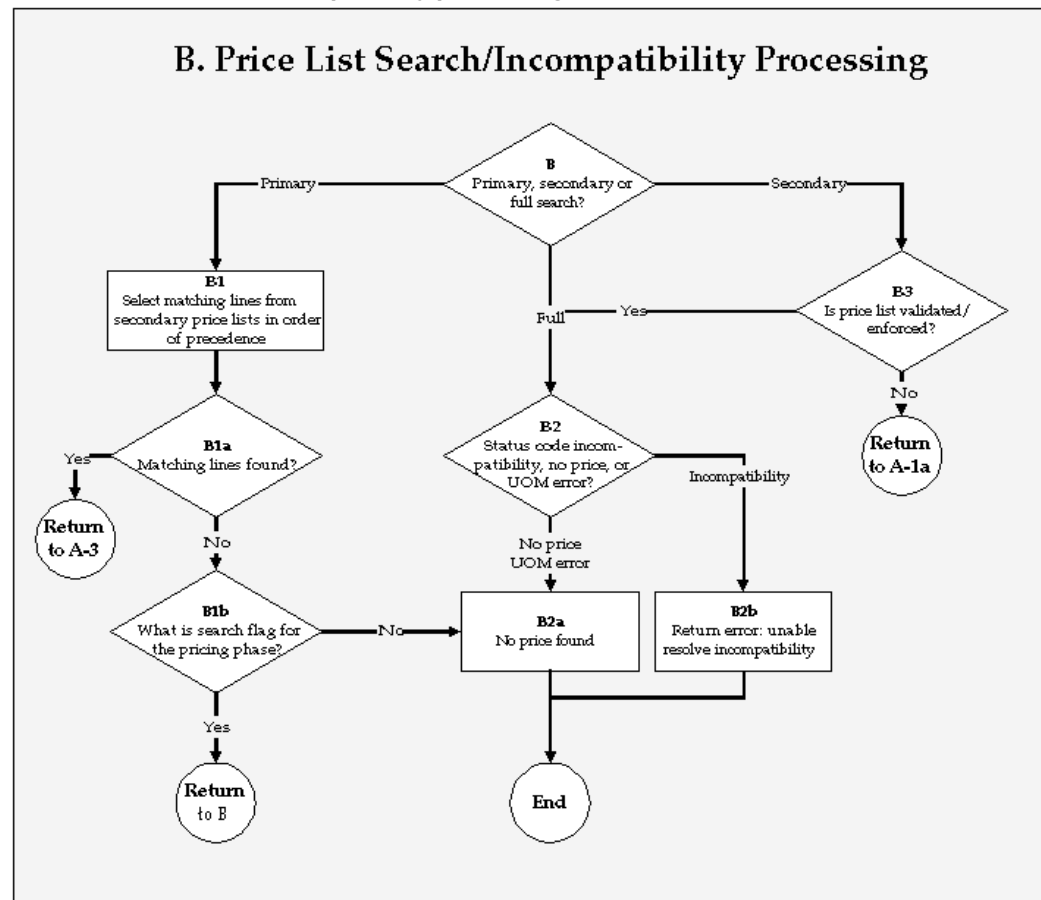 B. Price List Search/Incompatibility Processing
B
Primary, secondary or
full search?
Primary
Secondary
B1
Select matching lines from
secondary price lists in order
of precedence
B3
Is price list validated/
enforced?
Full
Yes
No
B1a
Matching lines found?
Yes
B2
Status code incom-
patibility, no price, or
UOM error?
Return
to A-1a
Incompatibility
Return
to A-3
No
No price
UOM error
B1b
What is search flag for
the pricing phase?
No
B2a
No price found
B2b
Return error: unable
resolve incompatibility
Yes
Return
to B
End